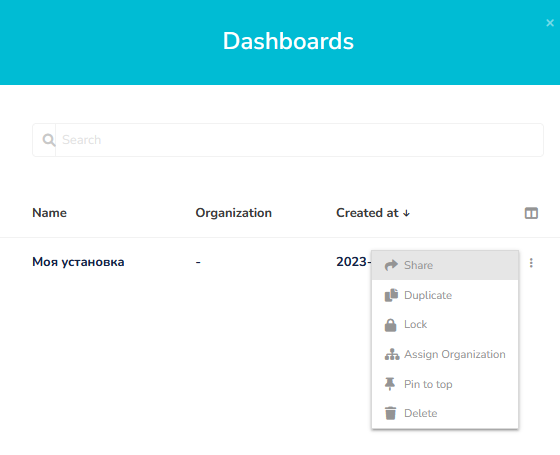 Dashboards
Search
Name Organization Created at
Моя установка - 2023-
Share
Duplicate
Lock
Assign Organization
Pin to top
Delete